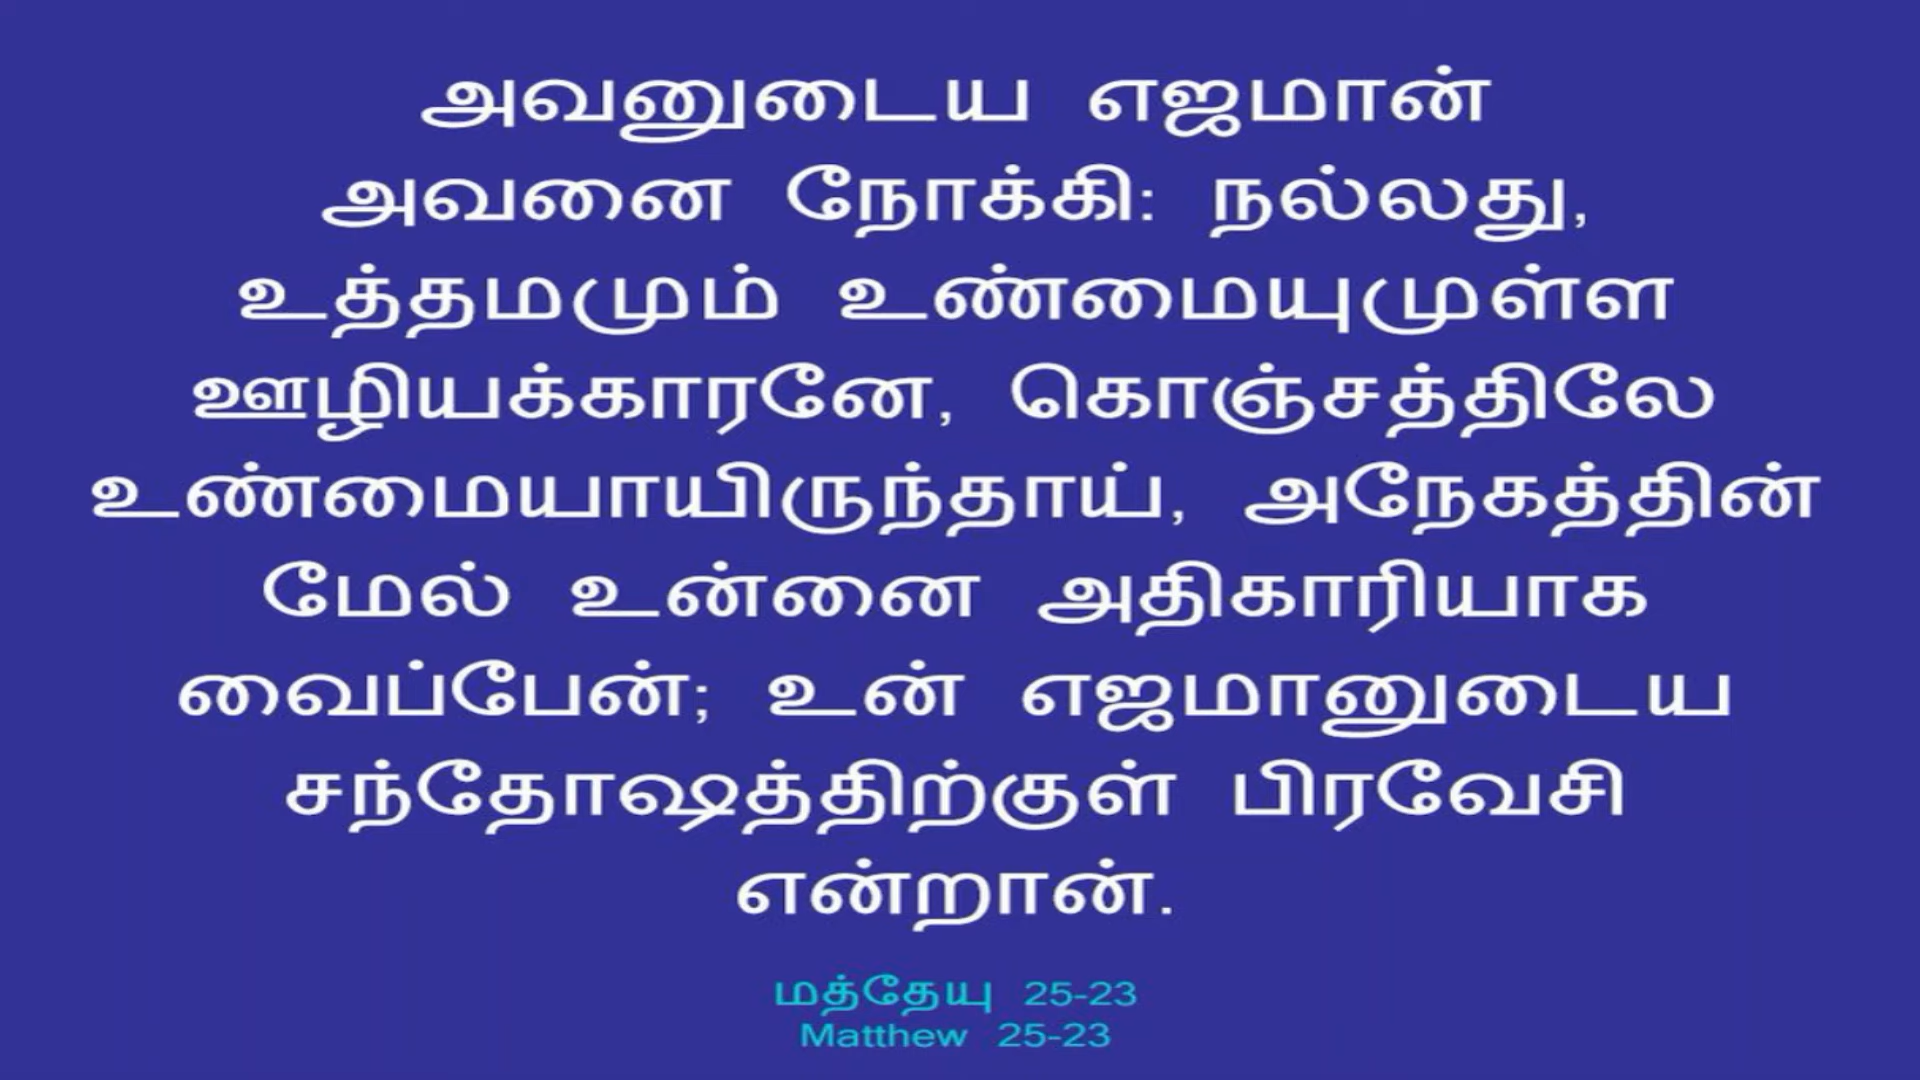 அவனுடைய எஜமான்
அவனை நோக்கி: நல்லது,
உத்தமமும் உண்மையுமுள்ள
ஊழியக்காரனே, கொஞ்சத்திலே
உண்மையாயிருந்தாய், அநேகத்தின்
மேல் உன்னை அதிகாரியாக
வைப்பேன்; உன் எஜமானுடைய
சந்தோஷத்திற்குள் பிரவேசி
என்றான்.
மத்தேயு 25-23
Matthew 25-23